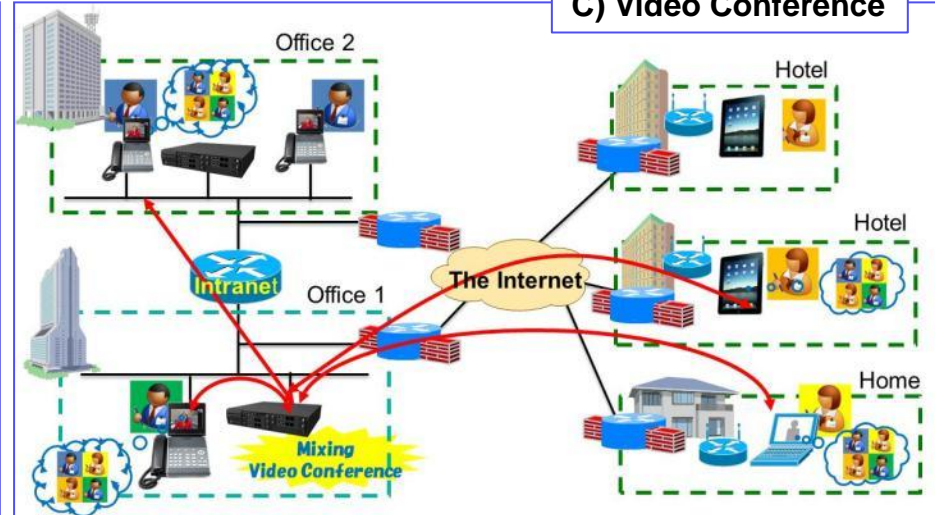 C) Video Conference
Office 2
Hotel
Hotel
The Internet
Intranet
Office 1
Home
Mixing
Video Conference